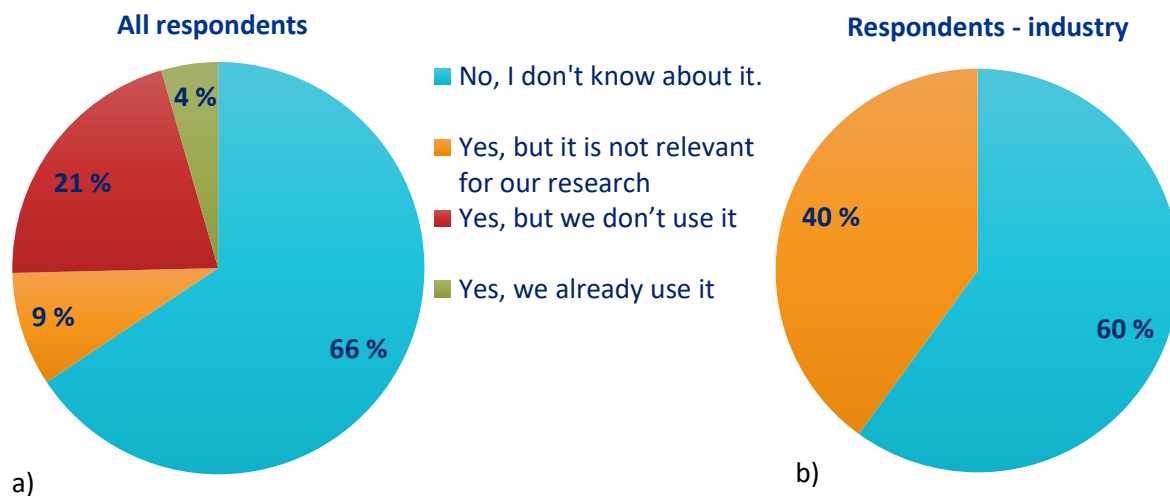 All respondents
Respondents - industry
4 %
21 %
9 %
66 %
No, I don't know about it.
Yes, but it is not relevant
for our research
Yes, but we don’t use it
Yes, we already use it
40 %
60 %
a)
b)